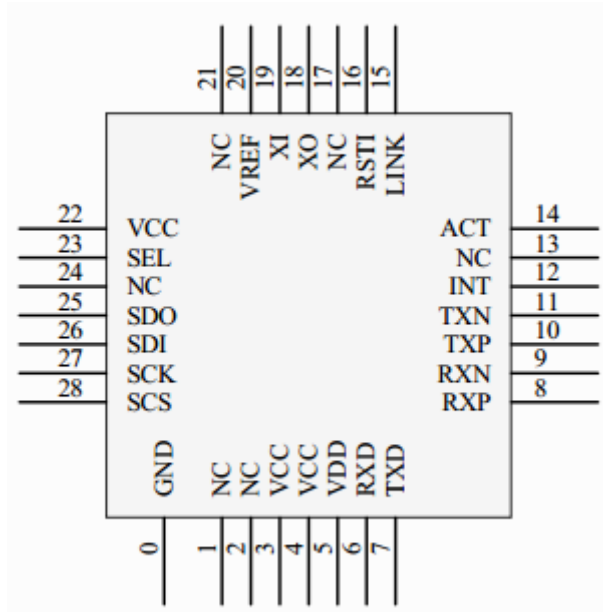 21 20 19 18 17 16 15
NC VREF XI XO NC RSTI LINK
22 VCC ACT 14
23 SEL NC 13
24 NC INT 12
25 SDO TXN 11
26 SDI TXP 10
27 SCK RXN 9
28 SCS RXP 8
GND NC NC VCC VCC VDD RXD TXD
0 1 2 3 4 5 6 7